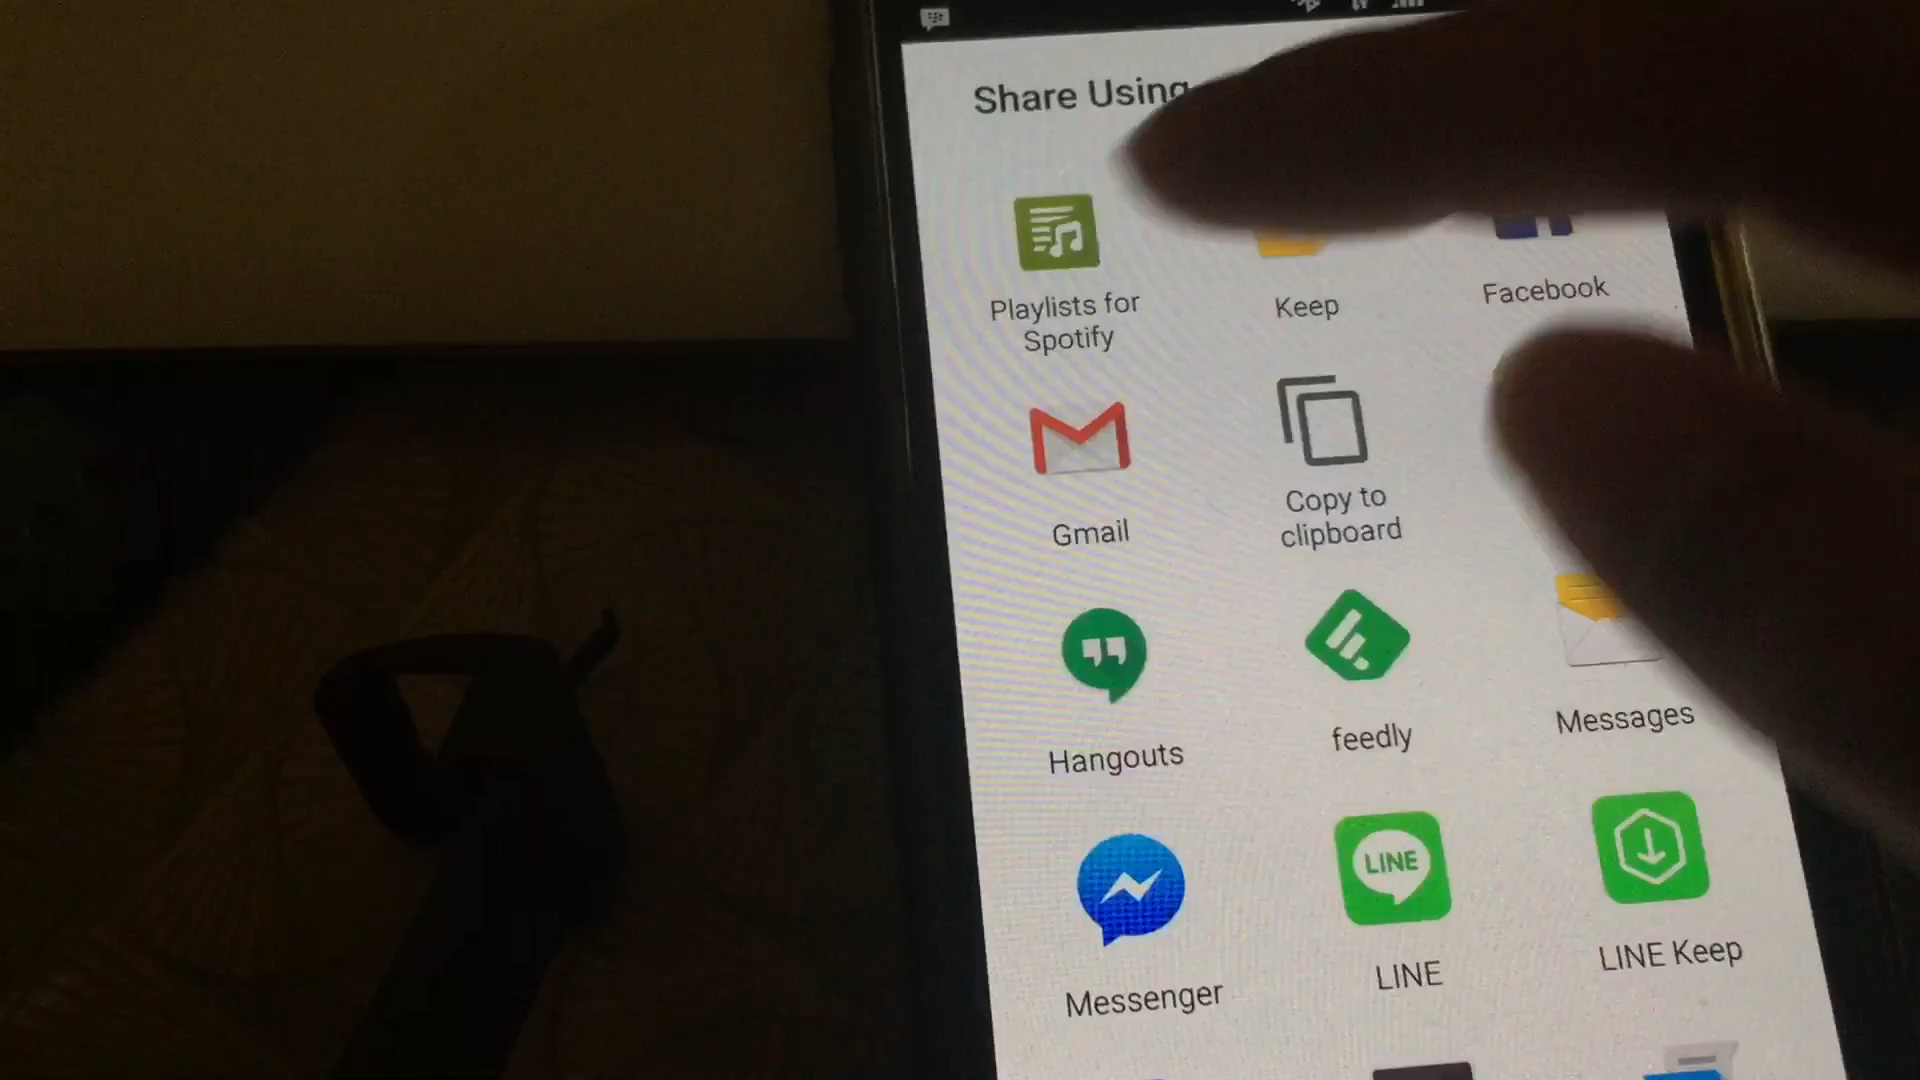 Share Using
Playlists for
Spotify
Keep
Facebook
Gmail
Copy to
clipboard
Hangouts
feedly
Messages
LINE
Messenger
LINE
LINE Keep